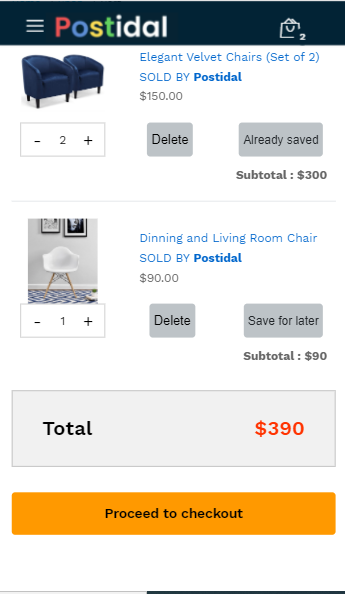 Postidal
2
Elegant Velvet Chairs (Set of 2)
SOLD BY Postidal
$150.00
- 2 +
Delete
Already saved
Subtotal : $300
Dinning and Living Room Chair
SOLD BY Postidal
$90.00
- 1 +
Delete
Save for later
Subtotal : $90
Total $390
Proceed to checkout